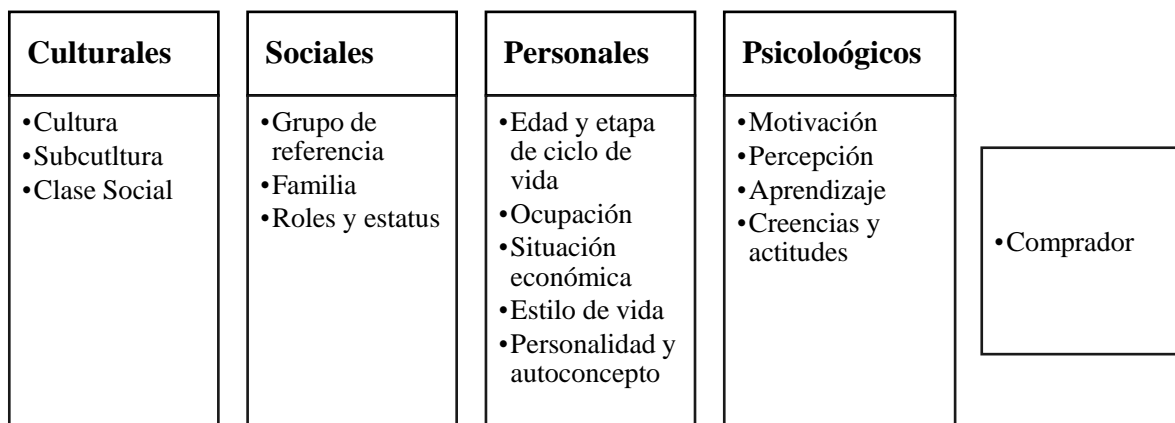 Culturales
•Cultura
•Subcutltura
•Clase Social
Sociales
•Grupo de
referencia
•Familia
•Roles y estatus
Personales
•Edad y etapa
de ciclo de
vida
•Ocupación
•Situación
económica
•Estilo de vida
•Personalidad y
autoconcepto
Psicoloógicos
•Motivación
•Percepción
•Aprendizaje
•Creencias y
actitudes
•Comprador